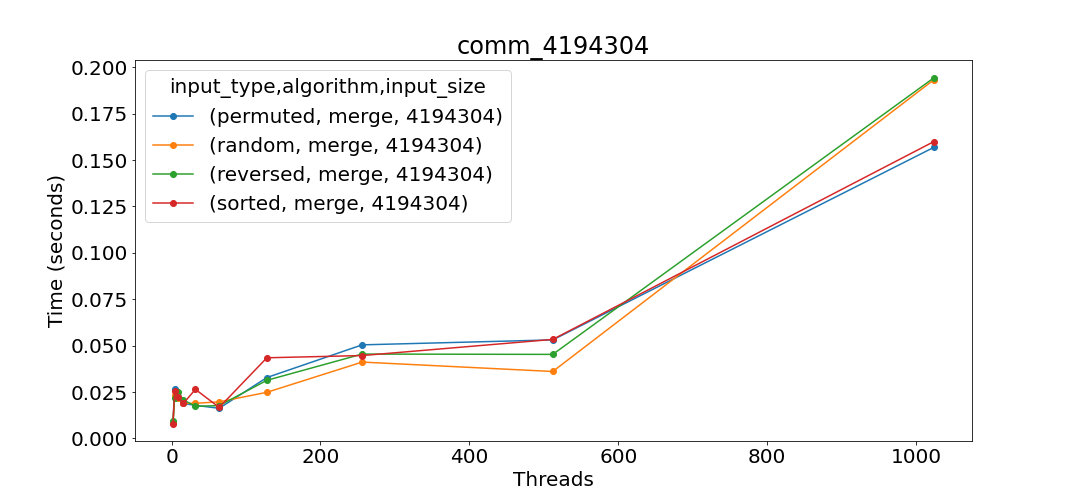 comm_4194304
input_type,algorithm,input_size
(permuted, merge, 4194304)
(random, merge, 4194304)
(reversed, merge, 4194304)
(sorted, merge, 4194304)
Time (seconds)
0.200
0.175
0.150
0.125
0.100
0.075
0.050
0.025
0.000
0 200 400 600 800 1000
Threads